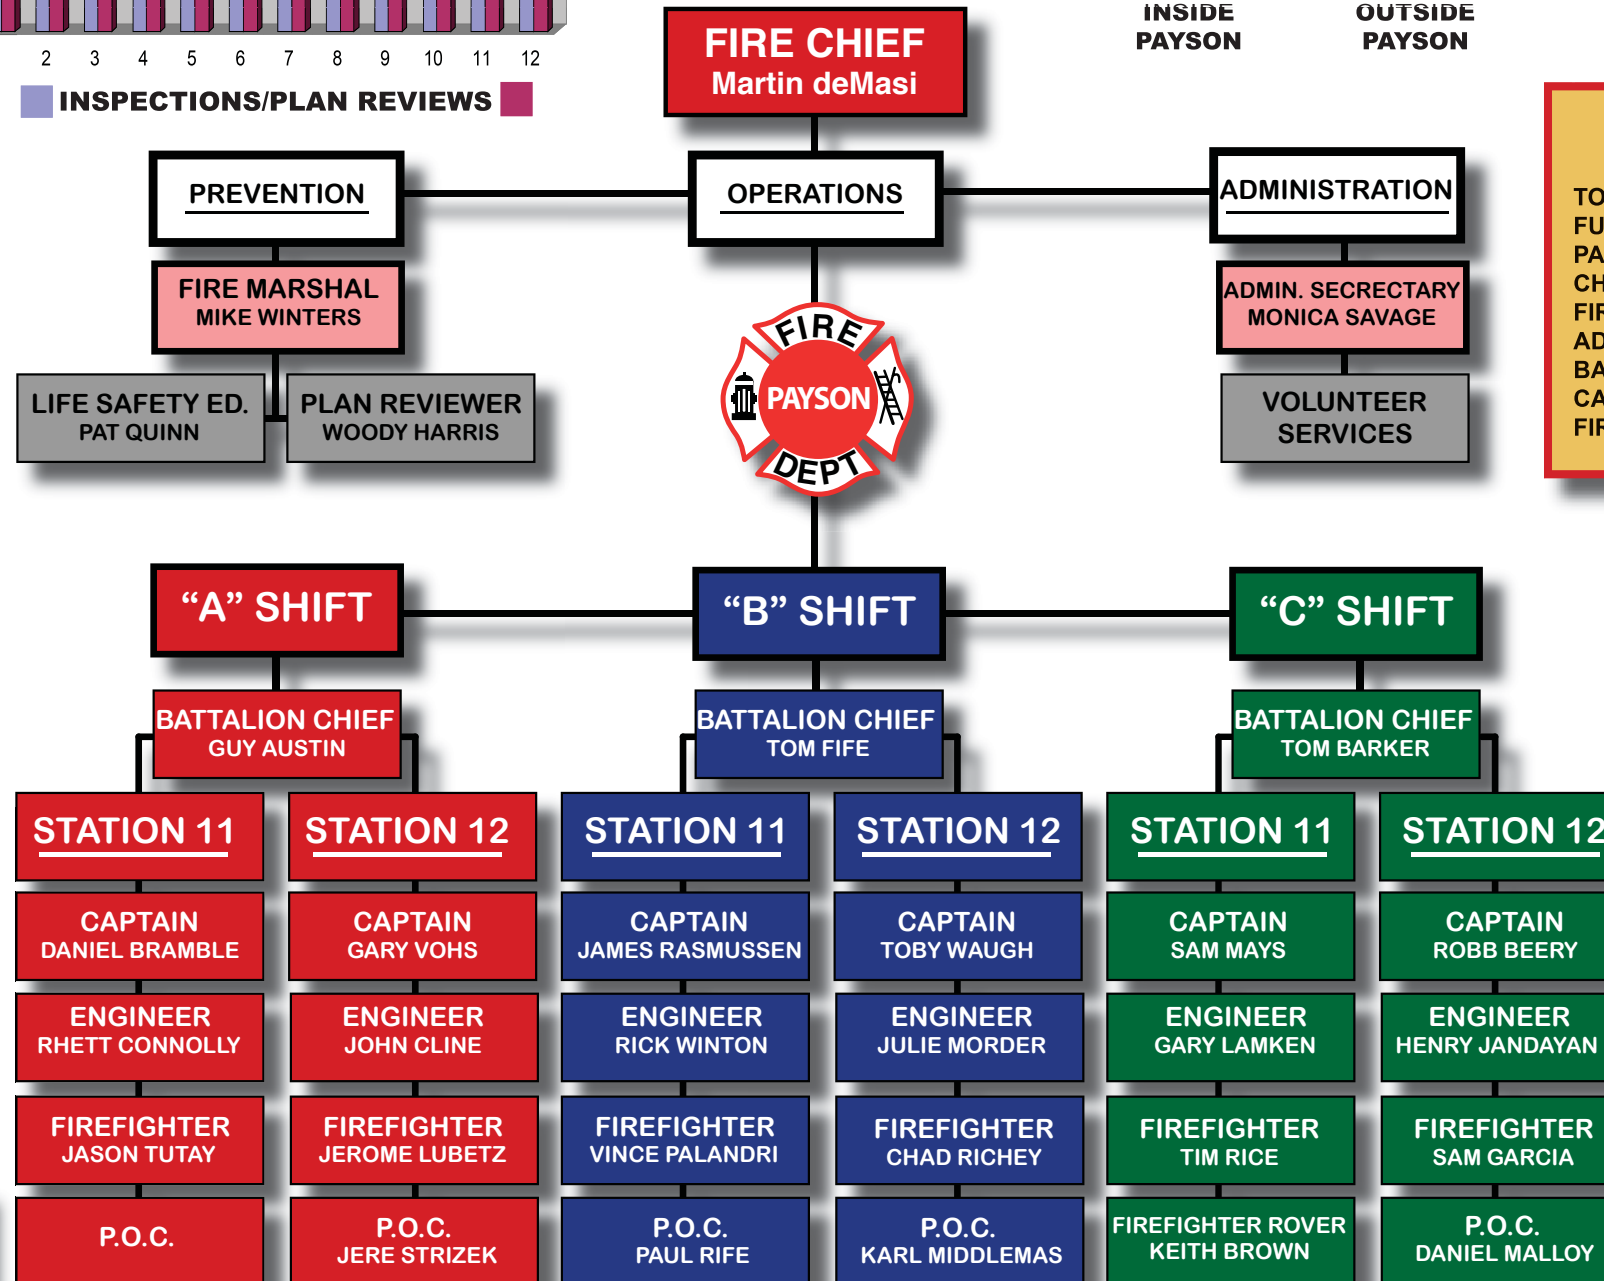 INSIDE
PAYSON
OUTSIDE
PAYSON
2 3 4 5 6 7 8 9 10 11 12
INSPECTIONS/PLAN REVIEWS
FIRE CHIEF
Martin deMasi
PREVENTION
OPERATIONS
ADMINISTRATION
FIRE MARSHAL
MIKE WINTERS
ADMIN. SECRECTARY
MONICA SAVAGE
LIFE SAFETY ED.
PAT QUINN
PLAN REVIEWER
WOODY HARRIS
VOLUNTEER
SERVICES
FIRE
PAYSON
DEPT
"A" SHIFT
"B" SHIFT
"C" SHIFT
BATTALION CHIEF
GUY AUSTIN
BATTALION CHIEF
TOM FIFE
BATTALION CHIEF
TOM BARKER
STATION 11
CAPTAIN
DANIEL BRAMBLE
ENGINEER
RHETT CONNOLLY
FIREFIGHTER
JASON TUTAY
P.O.C.
STATION 12
CAPTAIN
GARY VOHS
ENGINEER
JOHN CLINE
FIREFIGHTER
JEROME LUBETZ
P.O.C.
JERE STRIZEK
STATION 11
CAPTAIN
JAMES RASMUSSEN
ENGINEER
RICK WINTON
FIREFIGHTER
VINCE PALANDRI
P.O.C.
PAUL RIFE
STATION 12
CAPTAIN
TOBY WAUGH
ENGINEER
JULIE MORDER
FIREFIGHTER
CHAD RICHEY
P.O.C.
KARL MIDDLEMAS
STATION 11
CAPTAIN
SAM MAYS
ENGINEER
GARY LAMKEN
FIREFIGHTER
TIM RICE
FIREFIGHTER ROVER
KEITH BROWN
STATION 12
CAPTAIN
ROBB BEERY
ENGINEER
HENRY JANDAYAN
FIREFIGHTER
SAM GARCIA
P.O.C.
DANIEL MALLOY